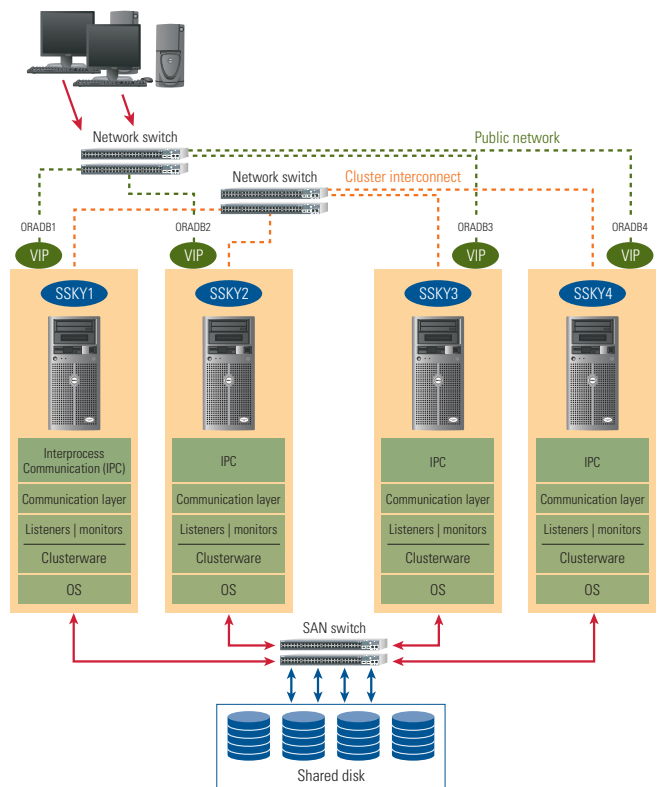 Network switch
Public network
Network switch
Cluster interconnect
ORADB1
ORADB2
ORADB3
ORADB4
VIP
VIP
VIP
VIP
SSKY1
SSKY2
SSKY3
SSKY4
Interprocess
Communication (IPC)
IPC
IPC
IPC
Communication layer
Communication layer
Communication layer
Communication layer
Listeners | monitors
Listeners | monitors
Listeners | monitors
Listeners | monitors
Clusterware
Clusterware
Clusterware
Clusterware
OS
OS
OS
OS
SAN switch
Shared disk